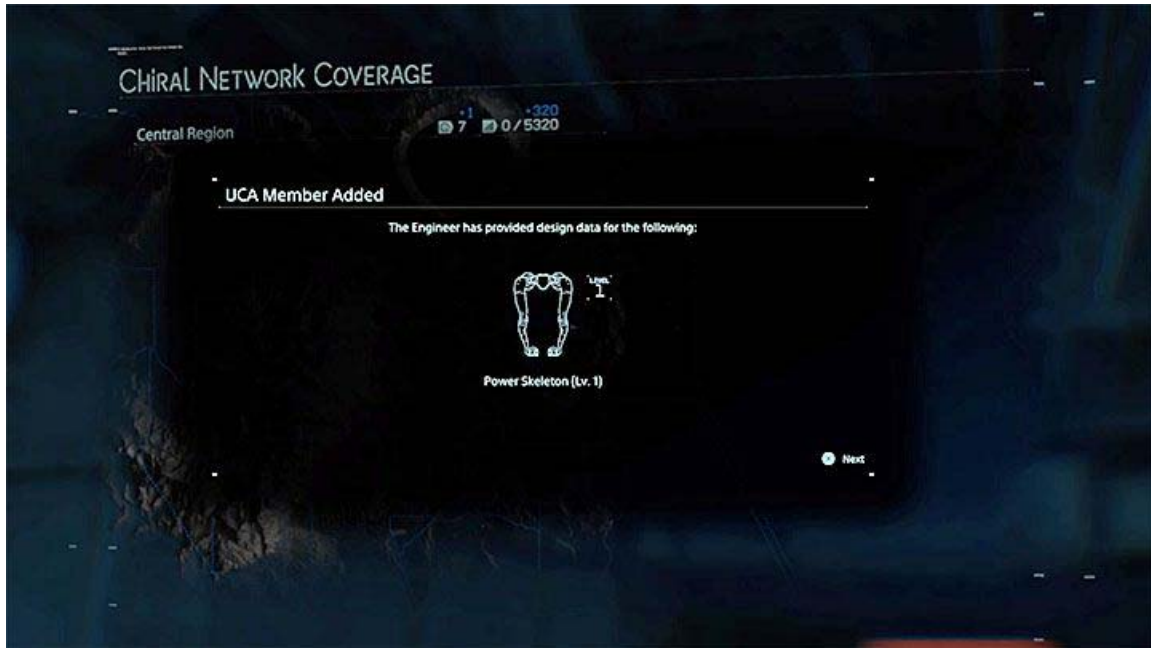 Chiral Network Coverage
+1 +320
Central Region 7 0/5320
UCA Member Added
The Engineer has provided design data for the following:
LEVEL
1
Power Skeleton (Lv. 1)
Next